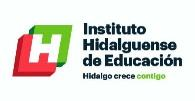 H
Instituto
Hidalguense
de Educación
Hidalgo crece contigo